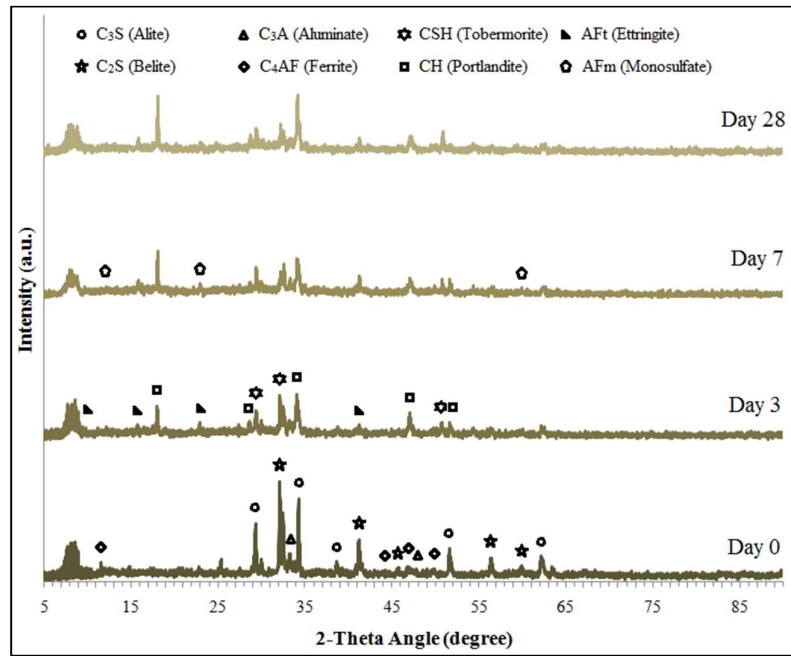 C₃S (Alite) C₃A (Aluminate) CSH (Tobermorite) AFt (Ettringite)
C₂S (Belite) C₄AF (Ferrite) CH (Portlandite) AFm (Monosulfate)
Day 28
Day 7
Day 3
Day 0
Intensity (a.u.)
5 15 25 35 45 55 65 75 85
2-Theta Angle (degree)